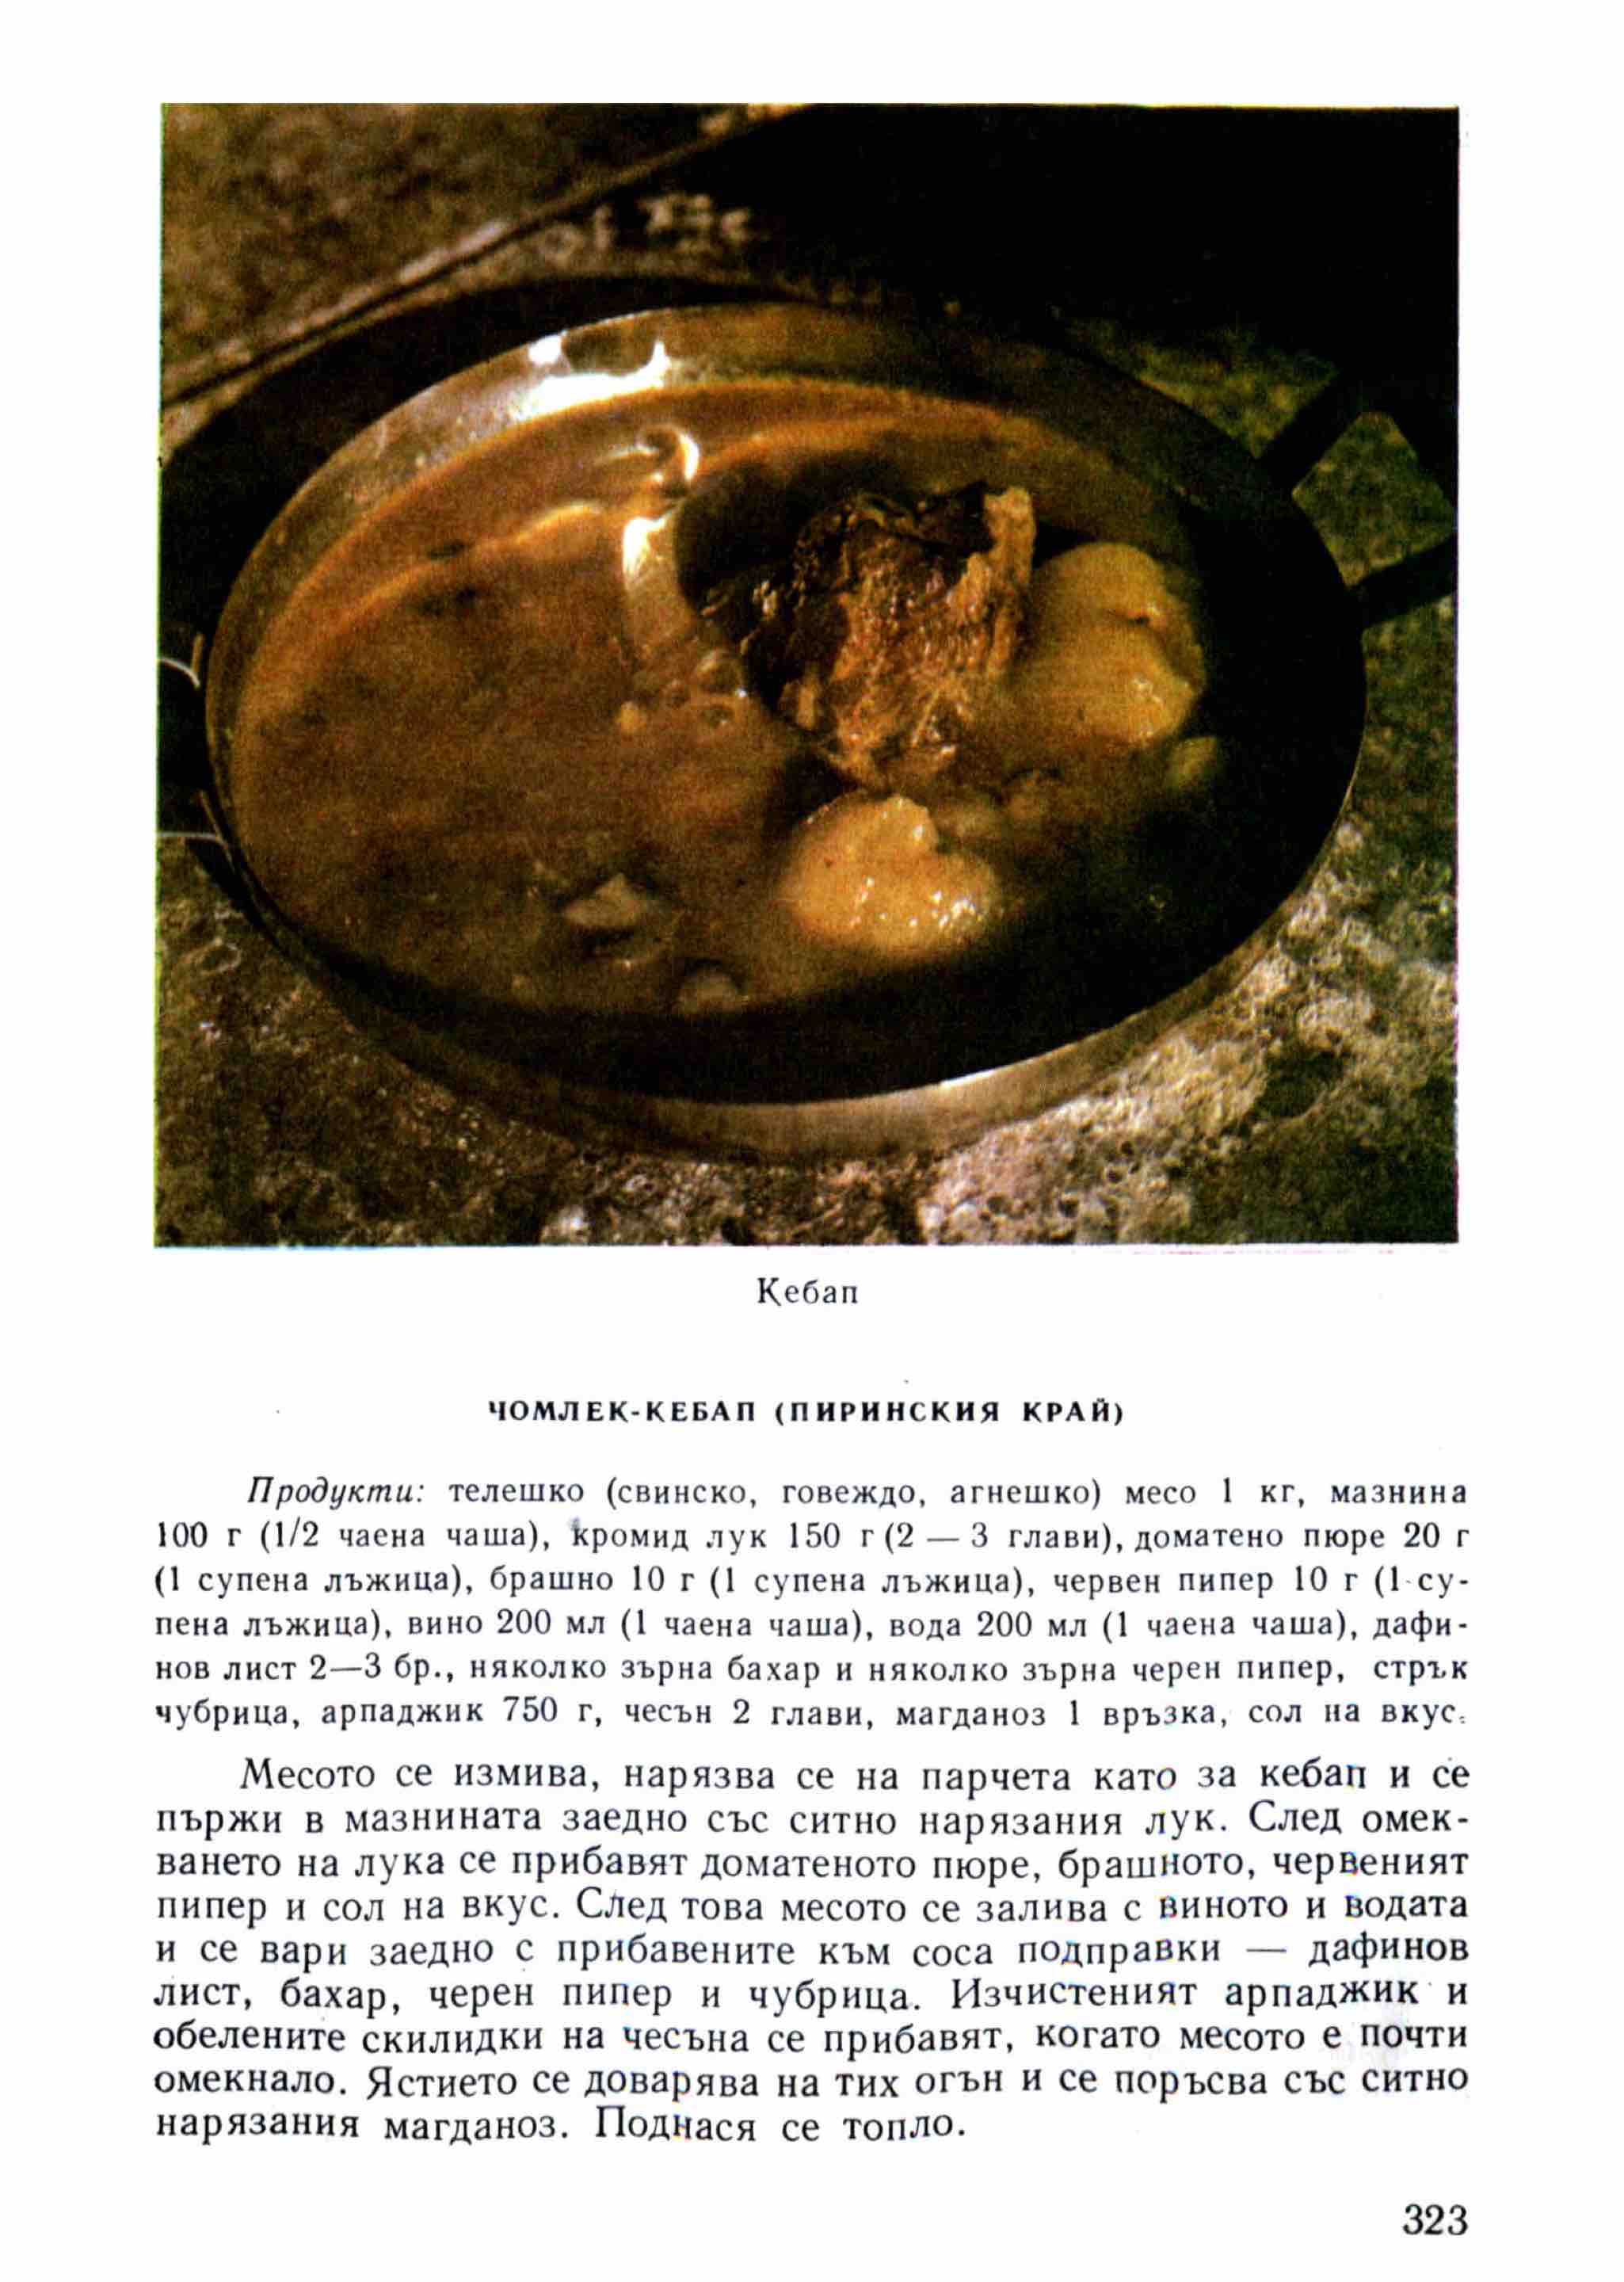 Кебап
ЧОМЛЕК-КЕБАП (ПИРИНСКИЯ КРАЙ)
Продукти: телешко (свинско, говеждо, агнешко) месо 1 кг, мазнина
100 г (1/2 чаена чаша), кромид лук 150 г (2 — 3 глави), доматено пюре 20 г
(1 супена лъжица), брашно 10 г (1 супена лъжица), червен пипер 10 г (1 су-
пена лъжица), вино 200 мл (1 чаена чаша), вода 200 мл (1 чаена чаша), дафи-
нов лист 2—3 бр., няколко зърна бахар и няколко зърна черен пипер, стрък
чубрица, арпаджик 750 г, чесън 2 глави, магданоз 1 връзка, сол на вкус.
Месото се измива, нарязва се на парчета като за кебап и се
пържи в мазнината заедно със ситно нарязания лук. След омек-
ването на лука се прибавят доматеното пюре, брашното, червеният
пипер и сол на вкус. След това месото се залива с виното и водата
и се вари заедно с прибавените към соса подправки — дафинов
лист, бахар, черен пипер и чубрица. Изчистеният арпаджик и
обелените скилидки на чесъна се прибавят, когато месото е почти
омекнало. Ястието се доварява на тих огън и се поръсва със ситно
нарязания магданоз. Поднася се топло.
323